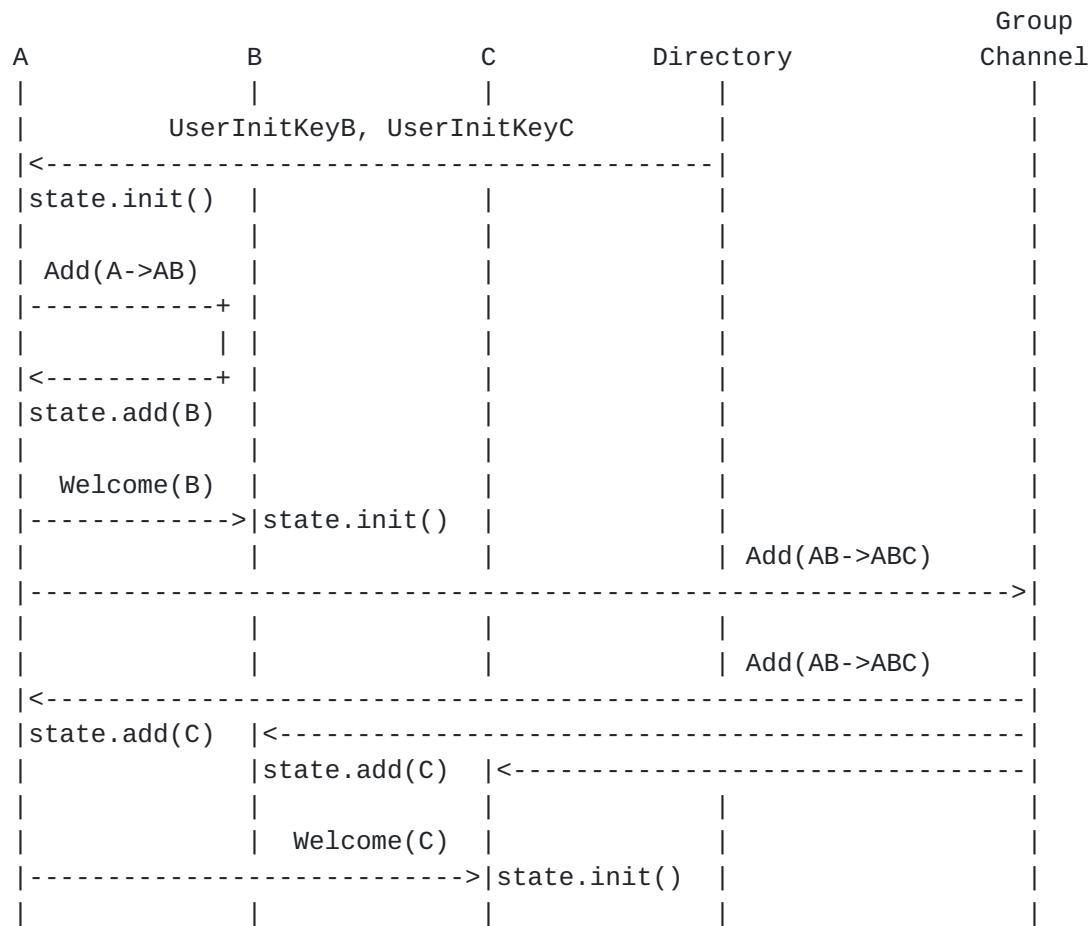 Group
A B C Directory Channel
UserInitKeyB, UserInitKeyC
state.init()
Add(A->AB)
state.add(B)
Welcome(B)
state.init()
Add(AB->ABC)
Add(AB->ABC)
state.add(C)
state.add(C)
Welcome(C)
state.init()